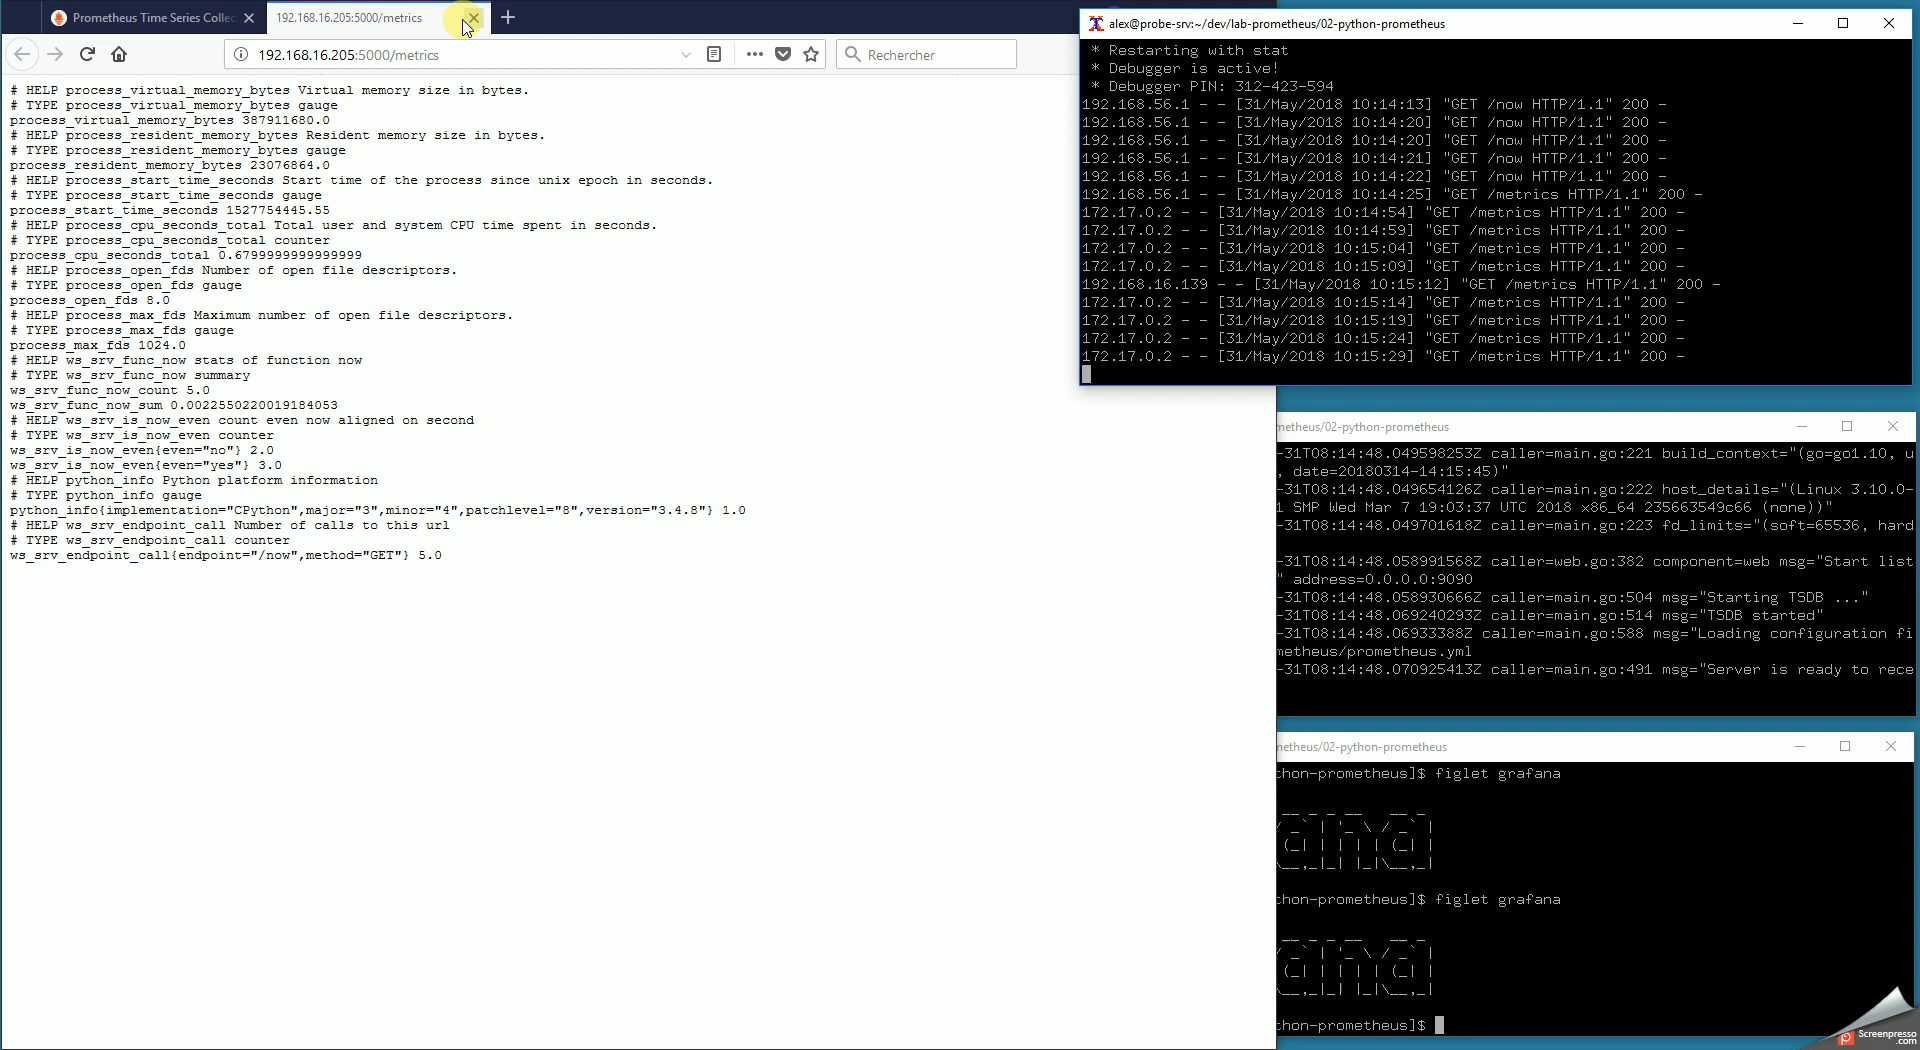 Prometheus Time Series Collec
192.168.16.205:5000/metrics
192.168.16.205:5000/metrics
Rechercher
# HELP process_virtual_memory_bytes Virtual memory size in bytes.
# TYPE process_virtual_memory_bytes gauge
process_virtual_memory_bytes 387911680.0
# HELP process_resident_memory_bytes Resident memory size in bytes.
# TYPE process_resident_memory_bytes gauge
process_resident_memory_bytes 23076864.0
# HELP process_start_time_seconds Start time of the process since unix epoch in seconds.
# TYPE process_start_time_seconds gauge
process_start_time_seconds 1527754445.55
# HELP process_cpu_seconds_total Total user and system CPU time spent in seconds.
# TYPE process_cpu_seconds_total counter
process_cpu_seconds_total 0.6799999999999999
# HELP process_open_fds Number of open file descriptors.
# TYPE process_open_fds gauge
process_open_fds 8.0
# HELP process_max_fds Maximum number of open file descriptors.
# TYPE process_max_fds gauge
process_max_fds 1024.0
# HELP ws_srv_func_now stats of function now
# TYPE ws_srv_func_now summary
ws_srv_func_now_count 5.0
ws_srv_func_now_sum 0.0022550220019184053
# HELP ws_srv_is_now_even count even now aligned on second
# TYPE ws_srv_is_now_even counter
ws_srv_is_now_even{even="no"} 2.0
ws_srv_is_now_even{even="yes"} 3.0
# HELP python_info Python platform information
# TYPE python_info gauge
python_info{implementation="CPython",major="3",minor="4",patchlevel="8",version="3.4.8"} 1.0
# HELP ws_srv_endpoint_call Number of calls to this url
# TYPE ws_srv_endpoint_call counter
ws_srv_endpoint_call{endpoint="/now",method="GET"} 5.0
alex@probe-srv:~/dev/lab-prometheus/02-python-prometheus
* Restarting with stat
* Debugger is active!
* Debugger PIN: 312-423-594
192.168.56.1 - - [31/May/2018 10:14:13] "GET /now HTTP/1.1" 200 -
192.168.56.1 - - [31/May/2018 10:14:20] "GET /now HTTP/1.1" 200 -
192.168.56.1 - - [31/May/2018 10:14:20] "GET /now HTTP/1.1" 200 -
192.168.56.1 - - [31/May/2018 10:14:21] "GET /now HTTP/1.1" 200 -
192.168.56.1 - - [31/May/2018 10:14:22] "GET /now HTTP/1.1" 200 -
192.168.56.1 - - [31/May/2018 10:14:25] "GET /metrics HTTP/1.1" 200 -
172.17.0.2 - - [31/May/2018 10:14:54] "GET /metrics HTTP/1.1" 200 -
172.17.0.2 - - [31/May/2018 10:14:59] "GET /metrics HTTP/1.1" 200 -
172.17.0.2 - - [31/May/2018 10:15:04] "GET /metrics HTTP/1.1" 200 -
172.17.0.2 - - [31/May/2018 10:15:09] "GET /metrics HTTP/1.1" 200 -
192.168.16.139 - - [31/May/2018 10:15:12] "GET /metrics HTTP/1.1" 200 -
172.17.0.2 - - [31/May/2018 10:15:14] "GET /metrics HTTP/1.1" 200 -
172.17.0.2 - - [31/May/2018 10:15:19] "GET /metrics HTTP/1.1" 200 -
172.17.0.2 - - [31/May/2018 10:15:24] "GET /metrics HTTP/1.1" 200 -
172.17.0.2 - - [31/May/2018 10:15:29] "GET /metrics HTTP/1.1" 200 -
metheus/02-python-prometheus
-31T08:14:48.049598253Z caller=main.go:221 build_context="(go=go1.10, u
, date=20180314-14:15:45)"
-31T08:14:48.049654126Z caller=main.go:222 host_details="(Linux 3.10.0-
1 SMP Wed Mar 7 19:03:37 UTC 2018 x86_64 235663549c66 (none))"
-31T08:14:48.049701618Z caller=main.go:223 fd_limits="(soft=65536, hard
-31T08:14:48.058991568Z caller=web.go:382 component=web msg="Start list
" address=0.0.0.0:9090
-31T08:14:48.058930666Z caller=main.go:504 msg="Starting TSDB ..."
-31T08:14:48.069240293Z caller=main.go:514 msg="TSDB started"
-31T08:14:48.06933388Z caller=main.go:588 msg="Loading configuration fi
metheus/prometheus.yml
-31T08:14:48.070925413Z caller=main.go:491 msg="Server is ready to rece
netheus/02-python-prometheus
thon-prometheus]$ figlet grafana
ana
thon-prometheus]$ figlet grafana
ana
thon-prometheus]$
Screenpresso
.com